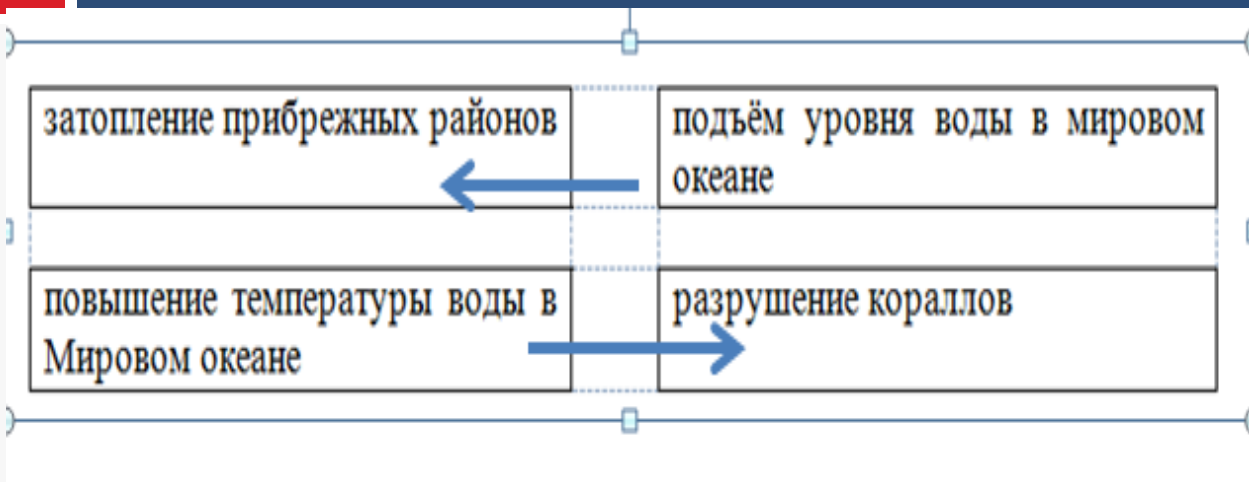 затопление прибрежных районов
подъём уровня воды в мировом
океане
повышение температуры воды в
Мировом океане
разрушение кораллов